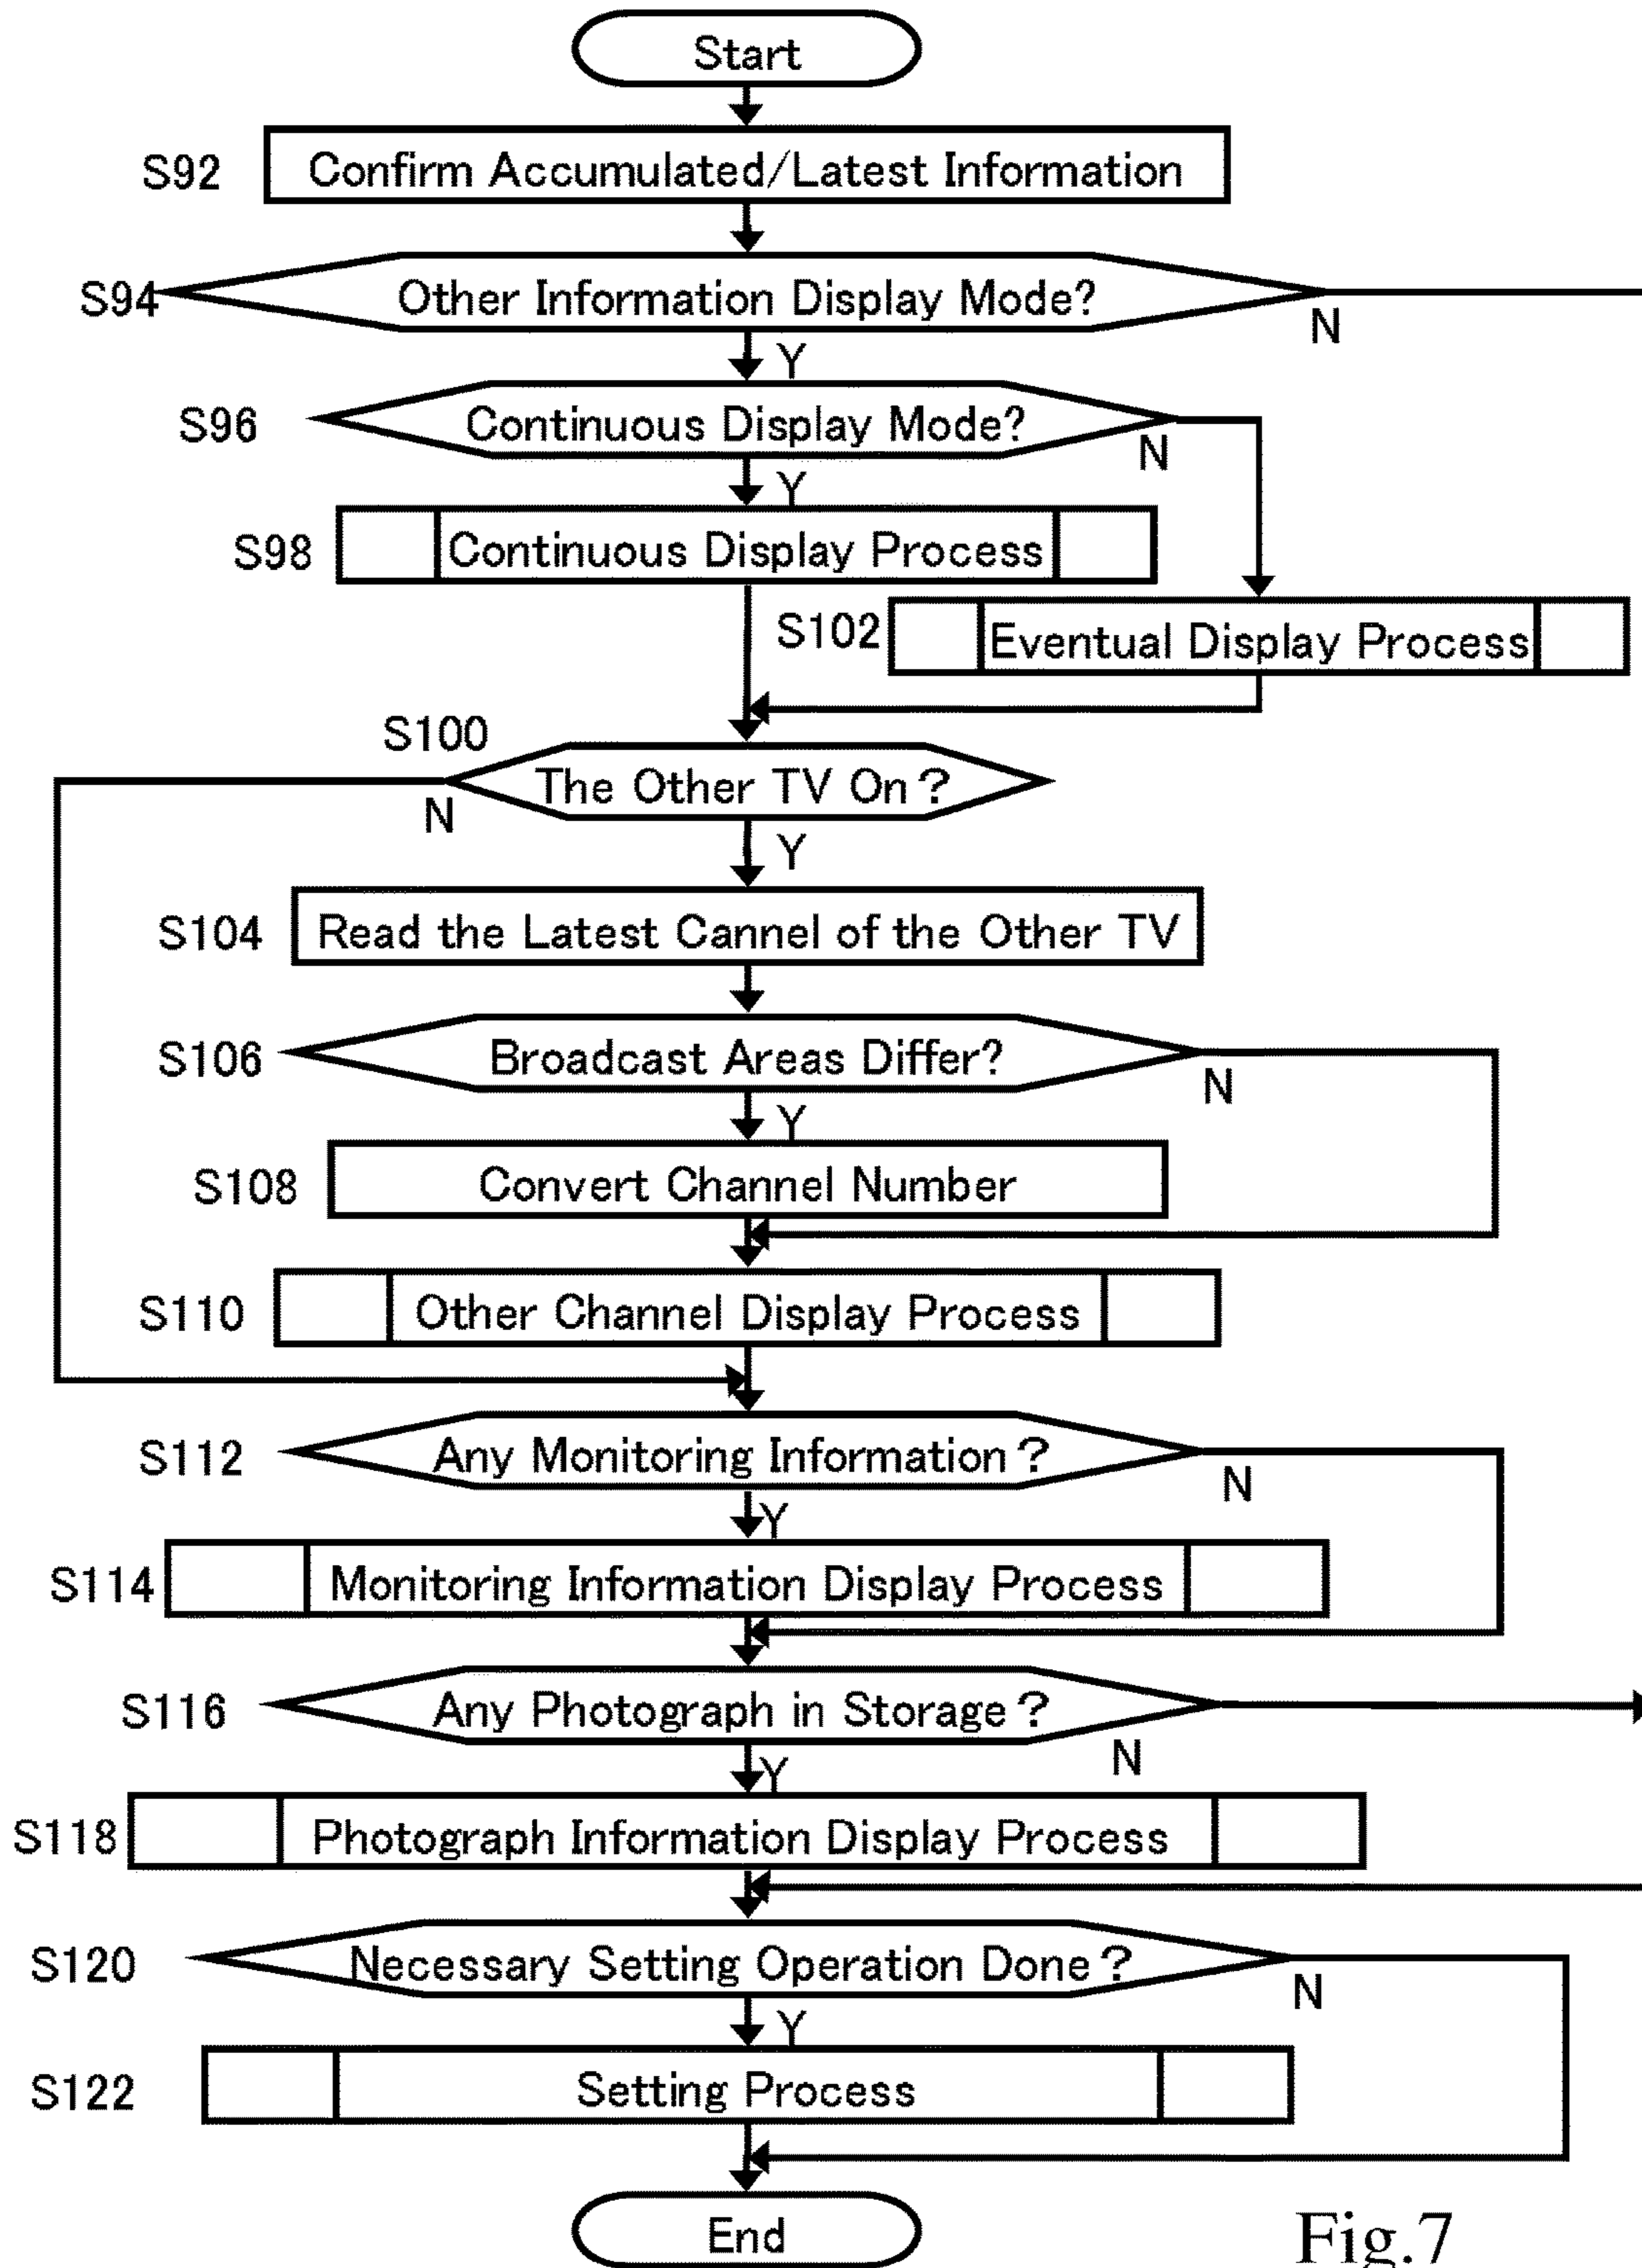 Start
S92
Confirm Accumulated/Latest Information
S94
Other Information Display Mode?
N
Y
S96
Continuous Display Mode?
N
Y
S98
Continuous Display Process
S102
Eventual Display Process
S100
The Other TV On?
N
Y
S104
Read the Latest Cannel of the Other TV
S106
Broadcast Areas Differ?
N
Y
S108
Convert Channel Number
S110
Other Channel Display Process
S112
Any Monitoring Information?
N
Y
S114
Monitoring Information Display Process
S116
Any Photograph in Storage?
N
Y
S118
Photograph Information Display Process
S120
Necessary Setting Operation Done?
N
Y
S122
Setting Process
End
Fig.7